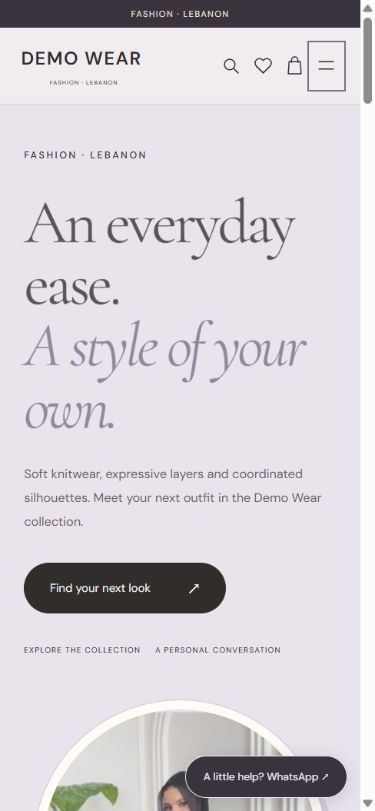 FASHION · LEBANON
DEMO WEAR
FASHION · LEBANON
FASHION · LEBANON
An everyday
ease.
A style of your
own.
Soft knitwear, expressive layers and coordinated
silhouettes. Meet your next outfit in the Demo Wear
collection.
Find your next look ↗
EXPLORE THE COLLECTION A PERSONAL CONVERSATION
A little help? WhatsApp ↗